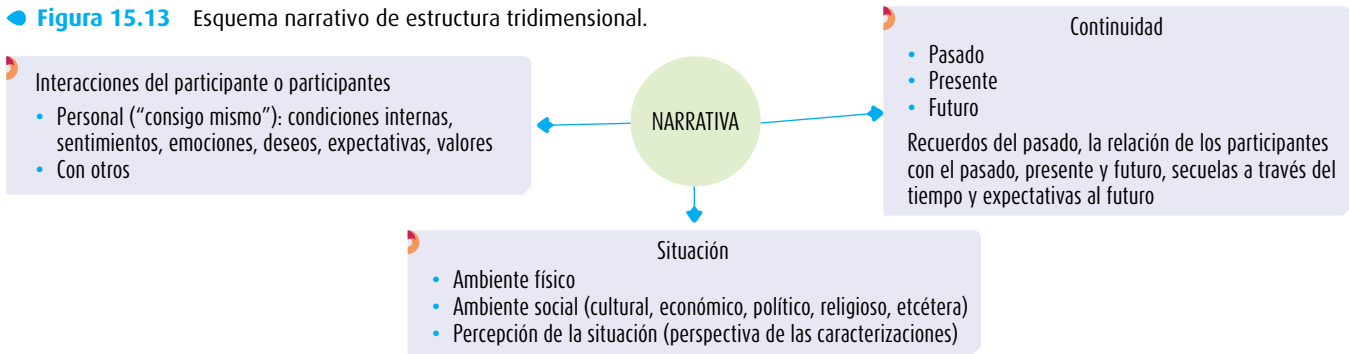 Figura 15.13 Esquema narrativo de estructura tridimensional.
Interacciones del participante o participantes
• Personal (“consigo mismo”): condiciones internas,
sentimientos, emociones, deseos, expectativas, valores
• Con otros
NARRATIVA
Continuidad
• Pasado
• Presente
• Futuro
Recuerdos del pasado, la relación de los participantes
con el pasado, presente y futuro, secuelas a través del
tiempo y expectativas al futuro
Situación
• Ambiente físico
• Ambiente social (cultural, económico, político, religioso, etcétera)
• Percepción de la situación (perspectiva de las caracterizaciones)